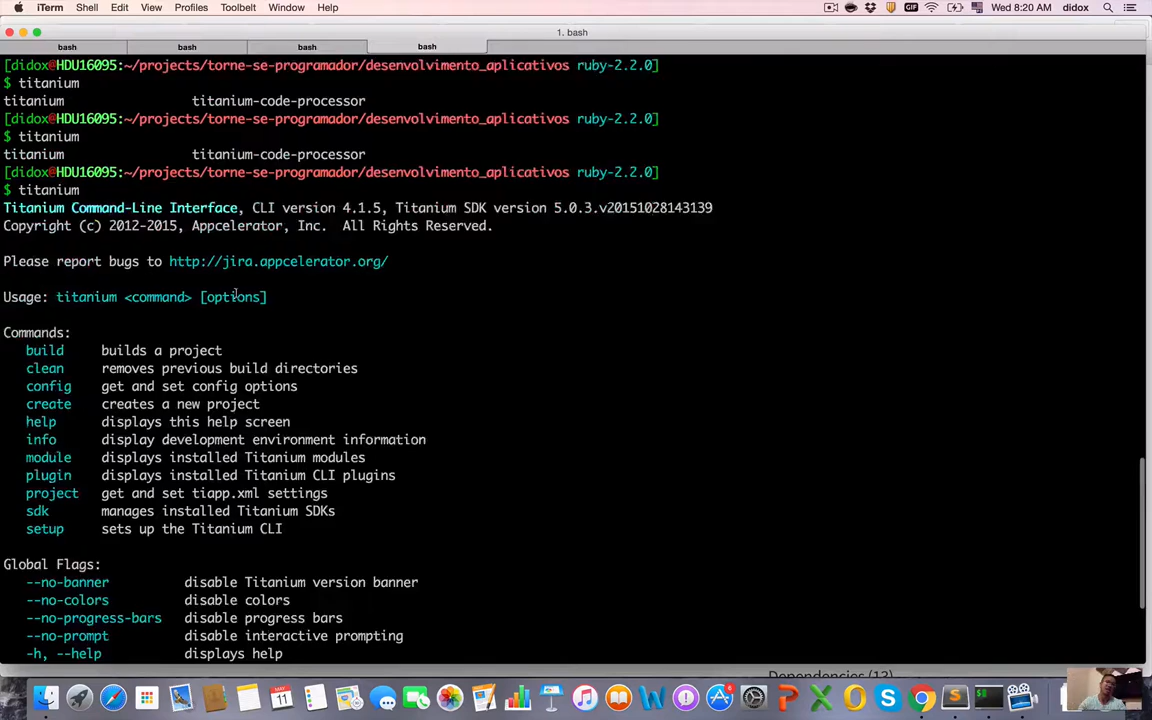 iTerm Shell Edit View Profiles Toolbelt Window Help GIF Wed 8:20 AM didox
1. bash
bash bash bash bash
[didox@HDU16095:~/projects/torne-se-programador/desenvolvimento_aplicativos ruby-2.2.0]
$ titanium
titanium titanium-code-processor
[didox@HDU16095:~/projects/torne-se-programador/desenvolvimento_aplicativos ruby-2.2.0]
$ titanium
titanium titanium-code-processor
[didox@HDU16095:~/projects/torne-se-programador/desenvolvimento_aplicativos ruby-2.2.0]
$ titanium
Titanium Command-Line Interface, CLI version 4.1.5, Titanium SDK version 5.0.3.v20151028143139
Copyright (c) 2012-2015, Appcelerator, Inc. All Rights Reserved.
Please report bugs to http://jira.appcelerator.org/
Usage: titanium <command> [options]
Commands:
build builds a project
clean removes previous build directories
config get and set config options
create creates a new project
help displays this help screen
info display development environment information
module displays installed Titanium modules
plugin displays installed Titanium CLI plugins
project get and set tiapp.xml settings
sdk manages installed Titanium SDKs
setup sets up the Titanium CLI
Global Flags:
--no-banner disable Titanium version banner
--no-colors disable colors
--no-progress-bars disable progress bars
--no-prompt disable interactive prompting
-h, --help displays help
Dependencies (13)